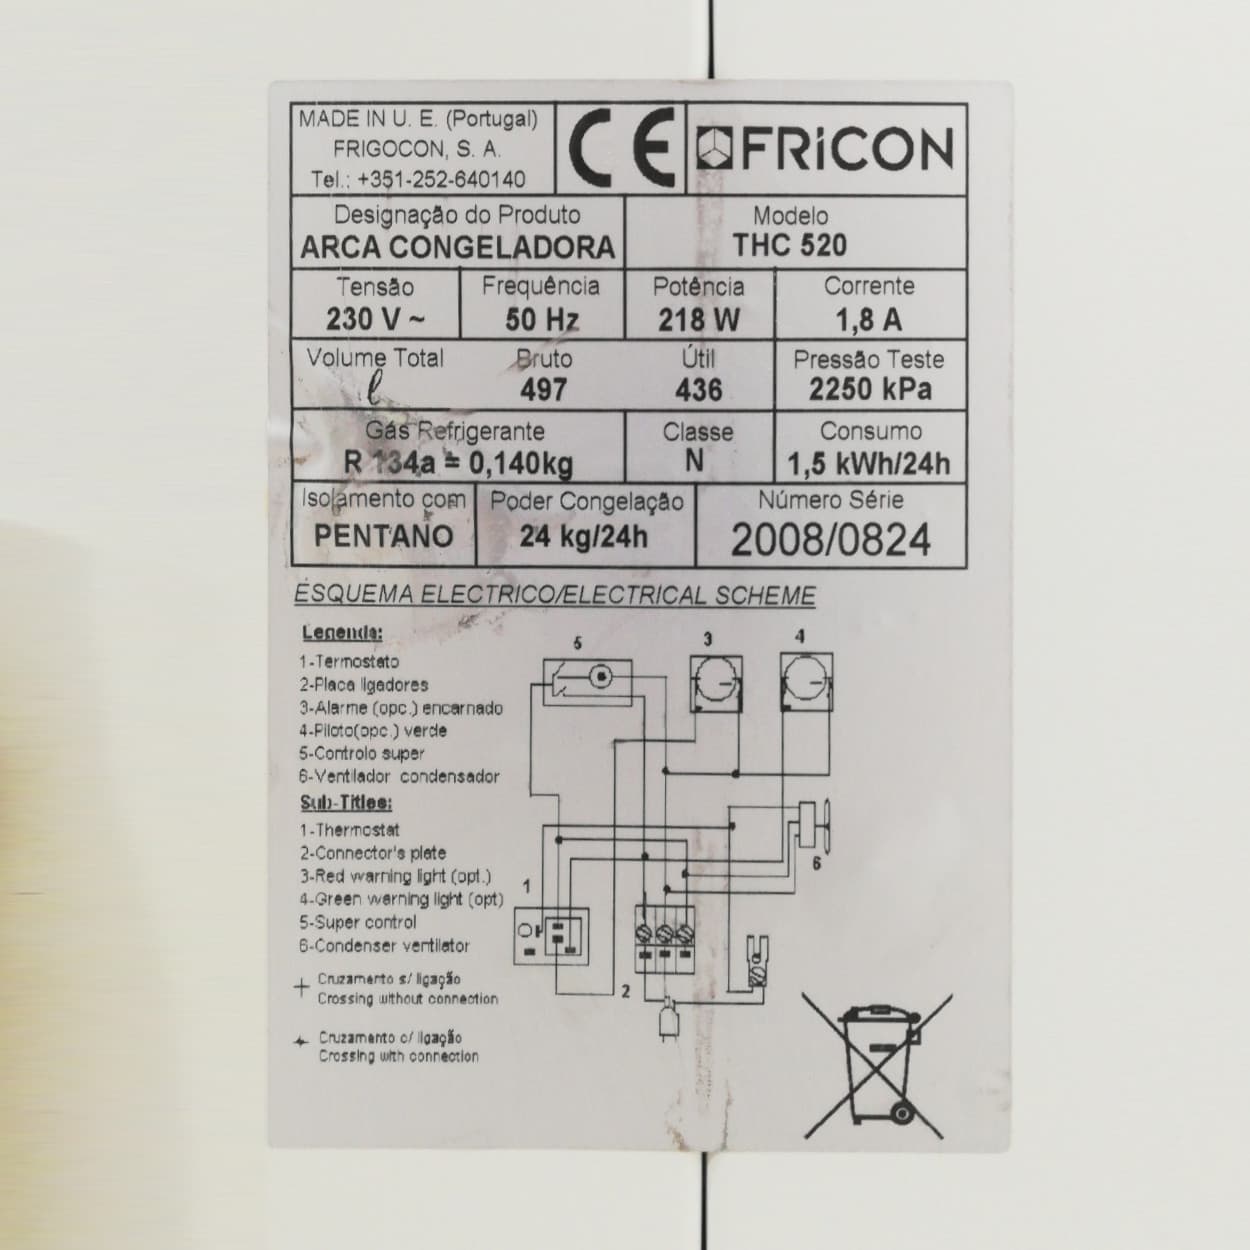 MADE IN U. E. (Portugal)
FRIGOCON, S. A.
Tel.: +351-252-640140
CE
FRiCON
Designação do Produto
ARCA CONGELADORA
Modelo
THC 520
Tensão
230 V ~
Frequência
50 Hz
Potência
218 W
Corrente
1,8 A
Volume Total
l
Bruto
497
Útil
436
Pressão Teste
2250 kPa
Gás Refrigerante
R 134a = 0,140kg
Classe
N
Consumo
1,5 kWh/24h
Isolamento com
PENTANO
Poder Congelação
24 kg/24h
Número Série
2008/0824
ESQUEMA ELECTRICO/ELECTRICAL SCHEME
Legenda:
1-Termostato
2-Placa ligadores
3-Alarme (opc.) encarnado
4-Piloto(opc.) verde
5-Controlo super
6-Ventilador condensador
Sub-Titles:
1-Thermostat
2-Connector's plate
3-Red warning light (opt.)
4-Green warning light (opt)
5-Super control
6-Condenser ventilator
Cruzamento s/ ligação
Crossing without connection
Cruzamento c/ ligação
Crossing with connection
5
3
4
6
1
2